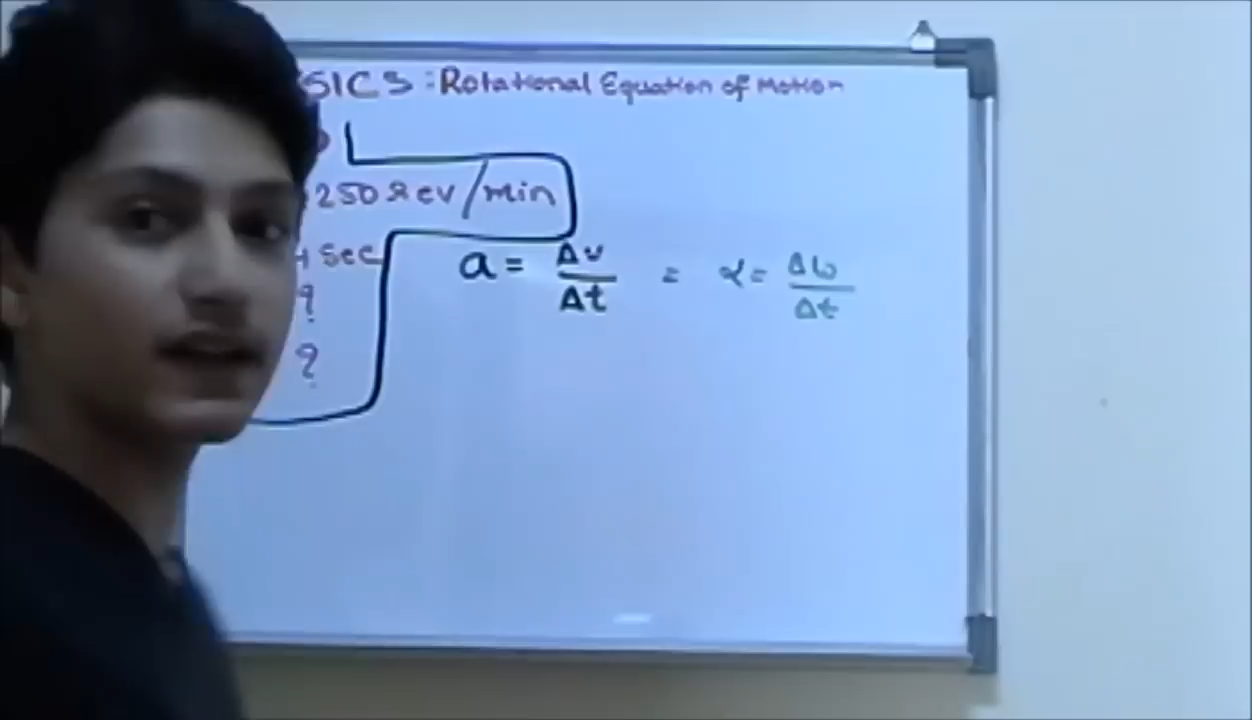 SICS : Rotational Equation of Motion
250 rev/min
sec
?
?
a = Δv/Δt = α = Δω/Δt